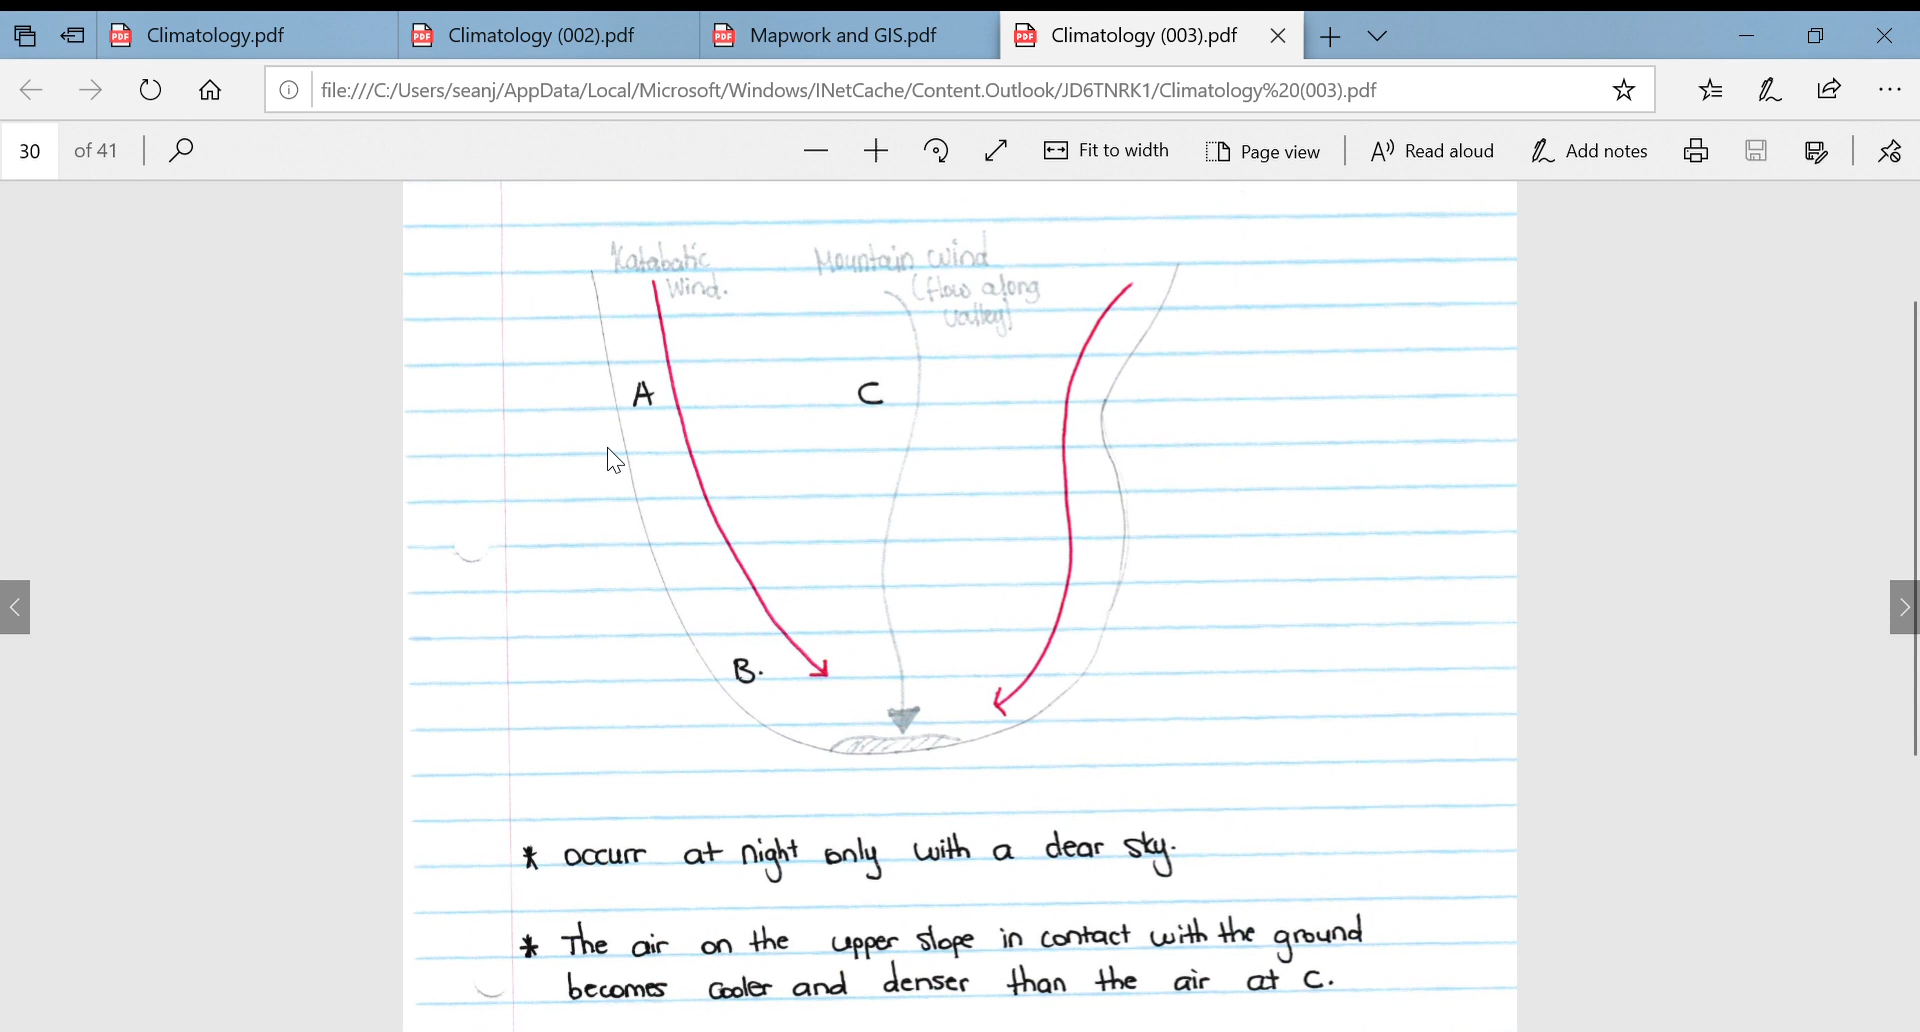 Climatology.pdf
Climatology (002).pdf
Mapwork and GIS.pdf
Climatology (003).pdf
file:///C:/Users/seanj/AppData/Local/Microsoft/Windows/INetCache/Content.Outlook/JD6TNRK1/Climatology%20(003).pdf
30 of 41
Fit to width
Page view
Read aloud
Add notes
Katabatic
Wind.
Mountain wind
(flow along
valley)
A
C
B.
* occurr at night only with a clear sky.
* The air on the upper slope in contact with the ground
becomes cooler and denser than the air at C.